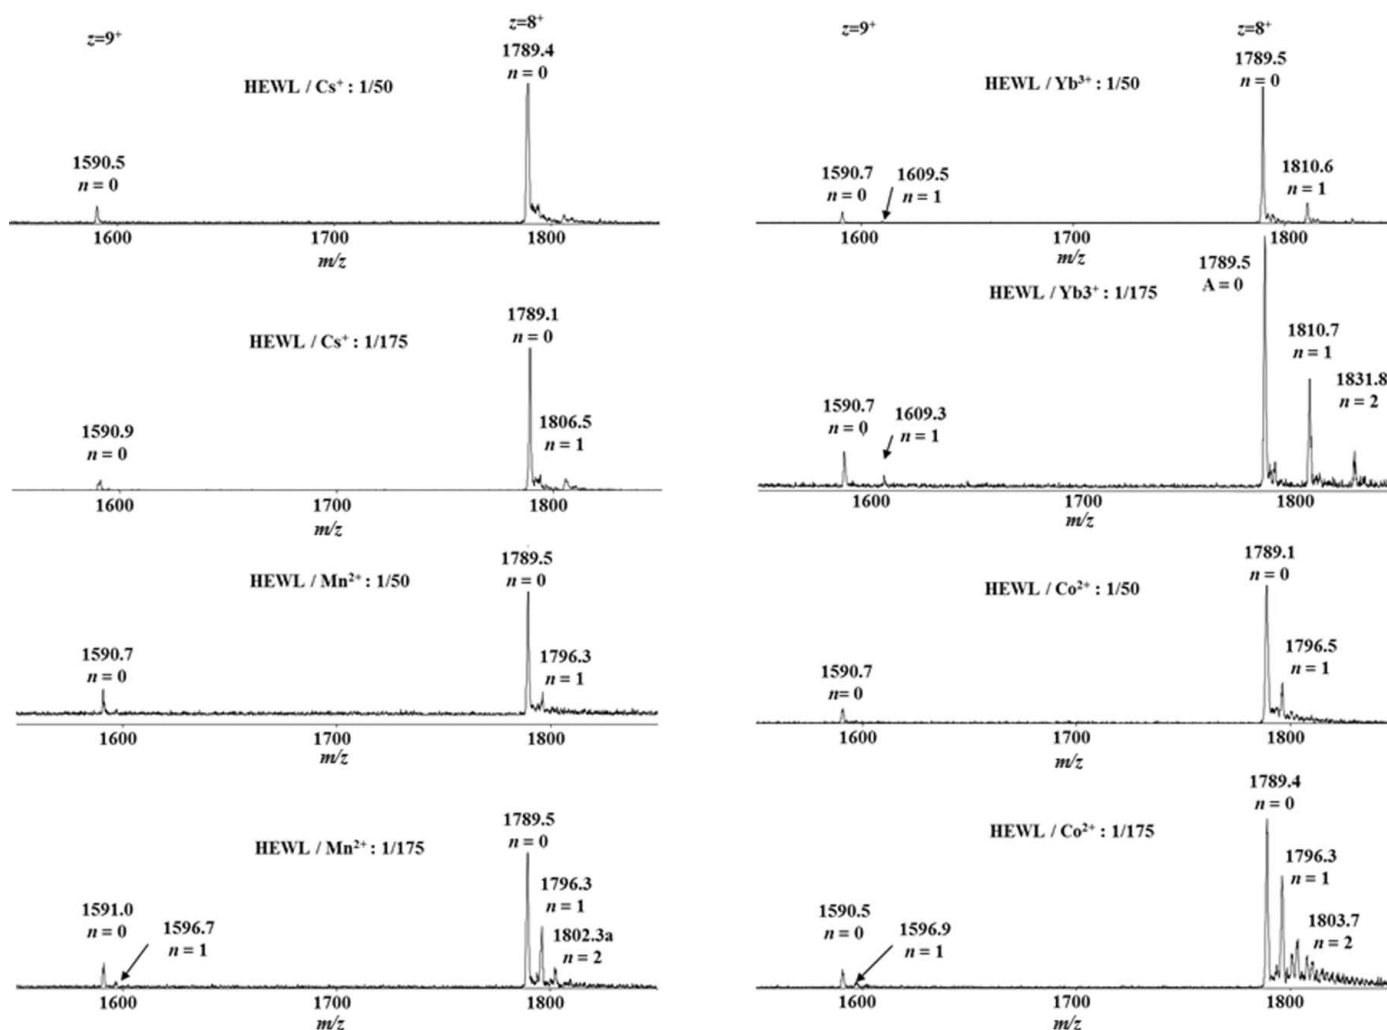 z=9⁺
z=8⁺
1789.4
n = 0
HEWL / Cs⁺ : 1/50
1590.5
n = 0
1600
1700
1800
m/z
1789.1
n = 0
HEWL / Cs⁺ : 1/175
1806.5
n = 1
1590.9
n = 0
1600
1700
1800
m/z
1789.5
n = 0
HEWL / Mn²⁺ : 1/50
1590.7
n = 0
1796.3
n = 1
1600
1700
1800
m/z
1789.5
n = 0
HEWL / Mn²⁺ : 1/175
1796.3
n = 1
1591.0
n = 0
1596.7
n = 1
1802.3a
n = 2
1600
1700
1800
m/z
z=9⁺
z=8⁺
1789.5
n = 0
HEWL / Yb³⁺ : 1/50
1590.7
n = 0
1609.5
n = 1
1810.6
n = 1
1600
1700
1800
m/z
1789.5
A = 0
HEWL / Yb3⁺ : 1/175
1810.7
n = 1
1831.8
n = 2
1590.7
n = 0
1609.3
n = 1
1600
1700
1800
m/z
1789.1
n = 0
HEWL / Co²⁺ : 1/50
1796.5
n = 1
1590.7
n= 0
1600
1700
1800
m/z
1789.4
n = 0
HEWL / Co²⁺ : 1/175
1796.3
n = 1
1590.5
n = 0
1596.9
n = 1
1803.7
n = 2
1600
1700
1800
m/z